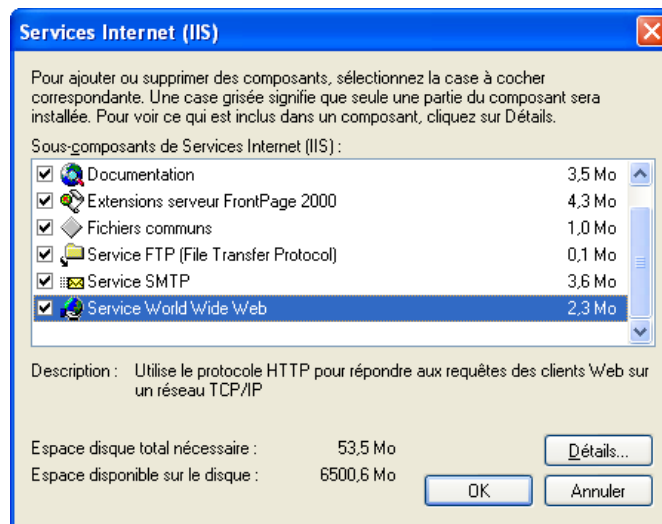 Services Internet (IIS)
Pour ajouter ou supprimer des composants, sélectionnez la case à cocher
correspondante. Une case grisée signifie que seule une partie du composant sera
installée. Pour voir ce qui est inclus dans un composant, cliquez sur Détails.
Sous-composants de Services Internet (IIS) :
Documentation 3,5 Mo
Extensions serveur FrontPage 2000 4,3 Mo
Fichiers communs 1,0 Mo
Service FTP (File Transfer Protocol) 0,1 Mo
Service SMTP 3,6 Mo
Service World Wide Web 2,3 Mo
Description : Utilise le protocole HTTP pour répondre aux requêtes des clients Web sur
un réseau TCP/IP
Espace disque total nécessaire : 53,5 Mo
Détails...
Espace disponible sur le disque : 6500,6 Mo
OK Annuler